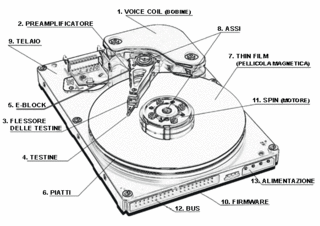 1. VOICE COIL (BOBINE)
2. PREAMPLIFICATORE
8. ASSI
9. TELAIO
7. THIN FILM
(PELLICOLA MAGNETICA)
5. E-BLOCK
11. SPIN (MOTORE)
3. FLESSORE
DELLE TESTINE
4. TESTINE
13. ALIMENTAZIONE
6. PIATTI
10. FIRMWARE
12. BUS